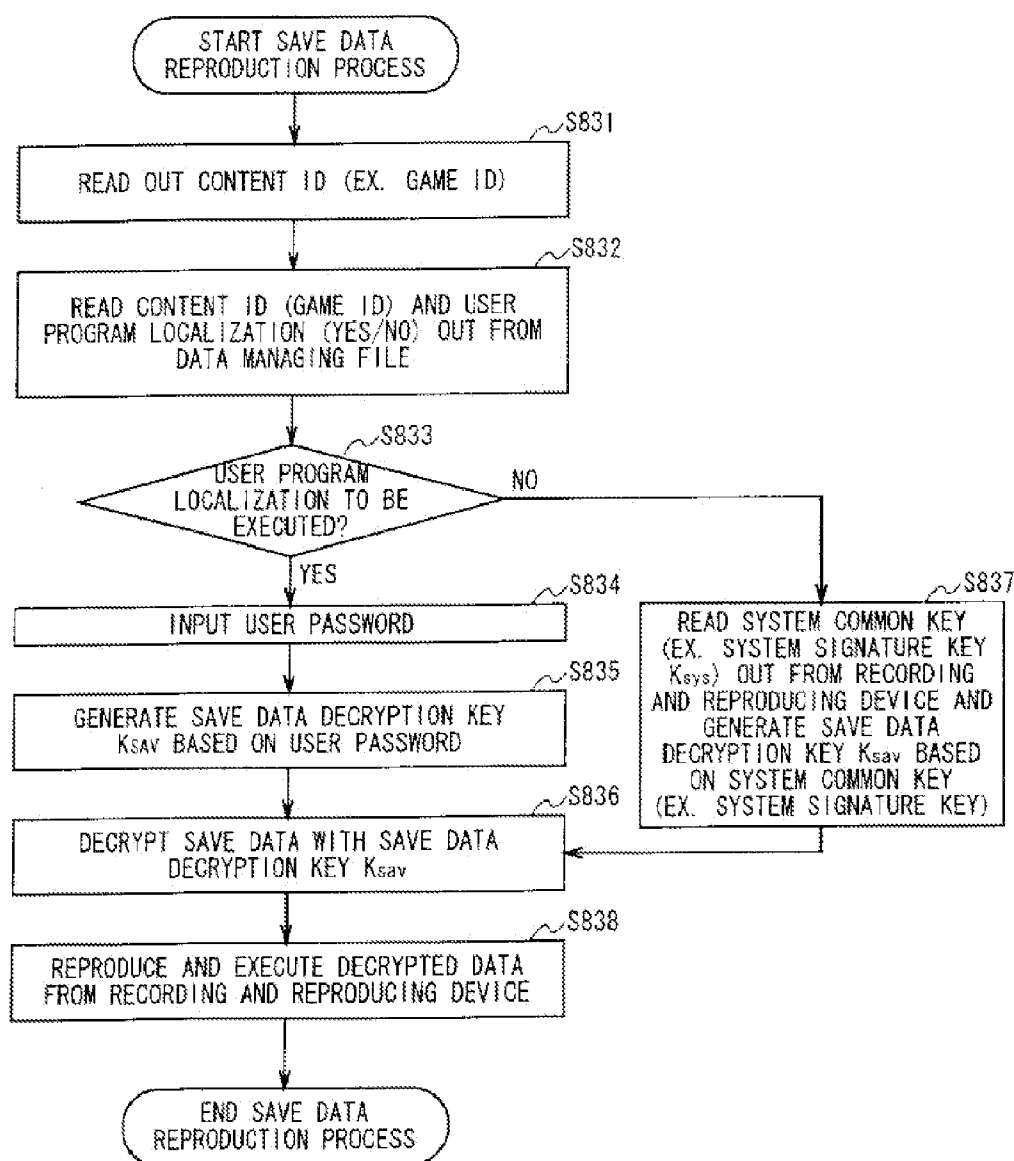 START SAVE DATA
REPRODUCTION PROCESS
S831
READ OUT CONTENT ID (EX. GAME ID)
S832
READ CONTENT ID (GAME ID) AND USER
PROGRAM LOCALIZATION (YES/NO) OUT FROM
DATA MANAGING FILE
S833
USER PROGRAM
LOCALIZATION TO BE
EXECUTED?
NO
YES
S834
INPUT USER PASSWORD
S835
GENERATE SAVE DATA DECRYPTION KEY
KSAV BASED ON USER PASSWORD
S837
READ SYSTEM COMMON KEY
(EX. SYSTEM SIGNATURE KEY
Ksys) OUT FROM RECORDING
AND REPRODUCING DEVICE AND
GENERATE SAVE DATA
DECRYPTION KEY Ksav BASED
ON SYSTEM COMMON KEY
(EX. SYSTEM SIGNATURE KEY)
S836
DECRYPT SAVE DATA WITH SAVE DATA
DECRYPTION KEY Ksav
S838
REPRODUCE AND EXECUTE DECRYPTED DATA
FROM RECORDING AND REPRODUCING DEVICE
END SAVE DATA
REPRODUCTION PROCESS